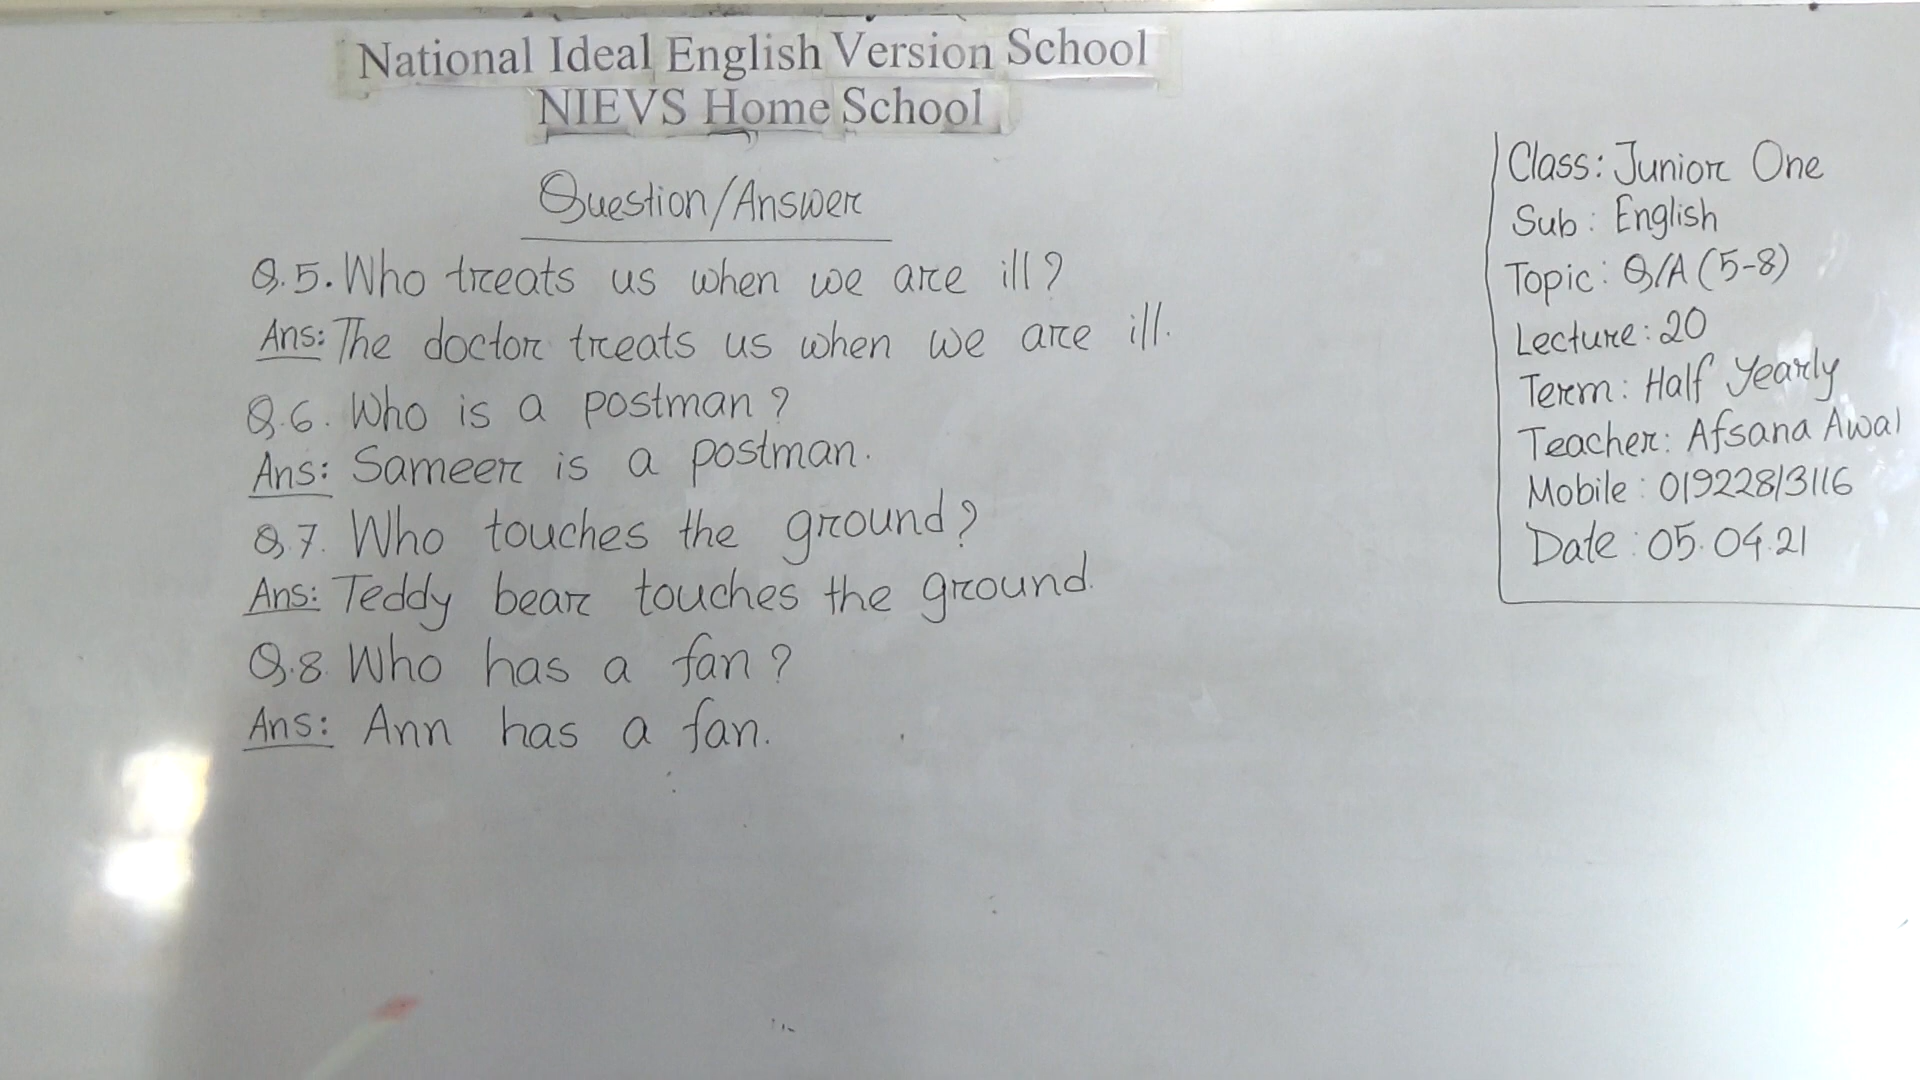 National Ideal English Version School
NIEVS Home School
Question/Answer
Q.5. Who treats us when we are ill?
Ans: The doctor treats us when we are ill.
Q.6. Who is a postman?
Ans: Sameer is a postman.
Q.7. Who touches the ground?
Ans: Teddy bear touches the ground.
Q.8. Who has a fan?
Ans: Ann has a fan.
Class: Junior One
Sub: English
Topic: Q/A (5-8)
Lecture: 20
Term: Half Yearly
Teacher: Afsana Awal
Mobile: 01922813116
Date: 05.04.21